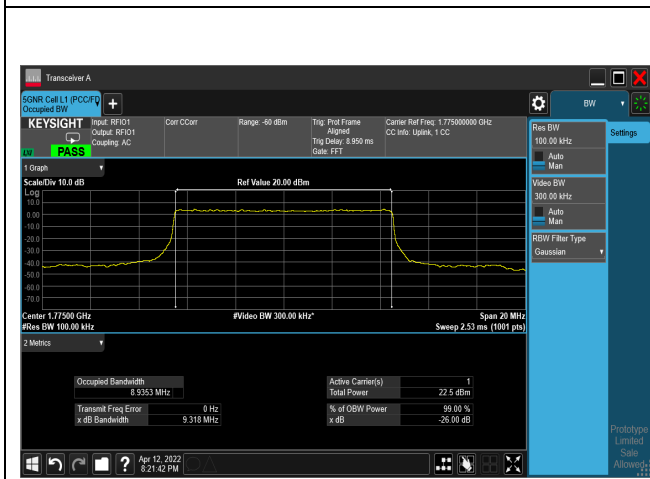 Transceiver A
5GNR Cell L1 (PCC/FD
Occupied BW
+
BW
KEYSIGHT
Input: RFIO1
Output: RFIO1
Coupling: AC
Corr CCorr
Range: -60 dBm
Trig: Prot Frame
Aligned
Trig Delay: 8.950 ms
Gate: FFT
Carrier Ref Freq: 1.775000000 GHz
CC Info: Uplink, 1 CC
PASS
1 Graph
Scale/Div 10.0 dB
Ref Value 20.00 dBm
Log
10.0
0.00
-10.0
-20.0
-30.0
-40.0
-50.0
-60.0
-70.0
Center 1.77500 GHz
#Video BW 300.00 kHz*
Span 20 MHz
#Res BW 100.00 kHz
Sweep 2.53 ms (1001 pts)
2 Metrics
Occupied Bandwidth
8.9353 MHz
Transmit Freq Error 0 Hz
x dB Bandwidth 9.318 MHz
Active Carrier(s) 1
Total Power 22.5 dBm
% of OBW Power 99.00 %
x dB -26.00 dB
Res BW
100.00 kHz
Auto
Man
Video BW
300.00 kHz
Auto
Man
RBW Filter Type
Gaussian
Settings
Prototype
Limited
Sale
Allowed
?
Apr 12, 2022
8:21:42 PM